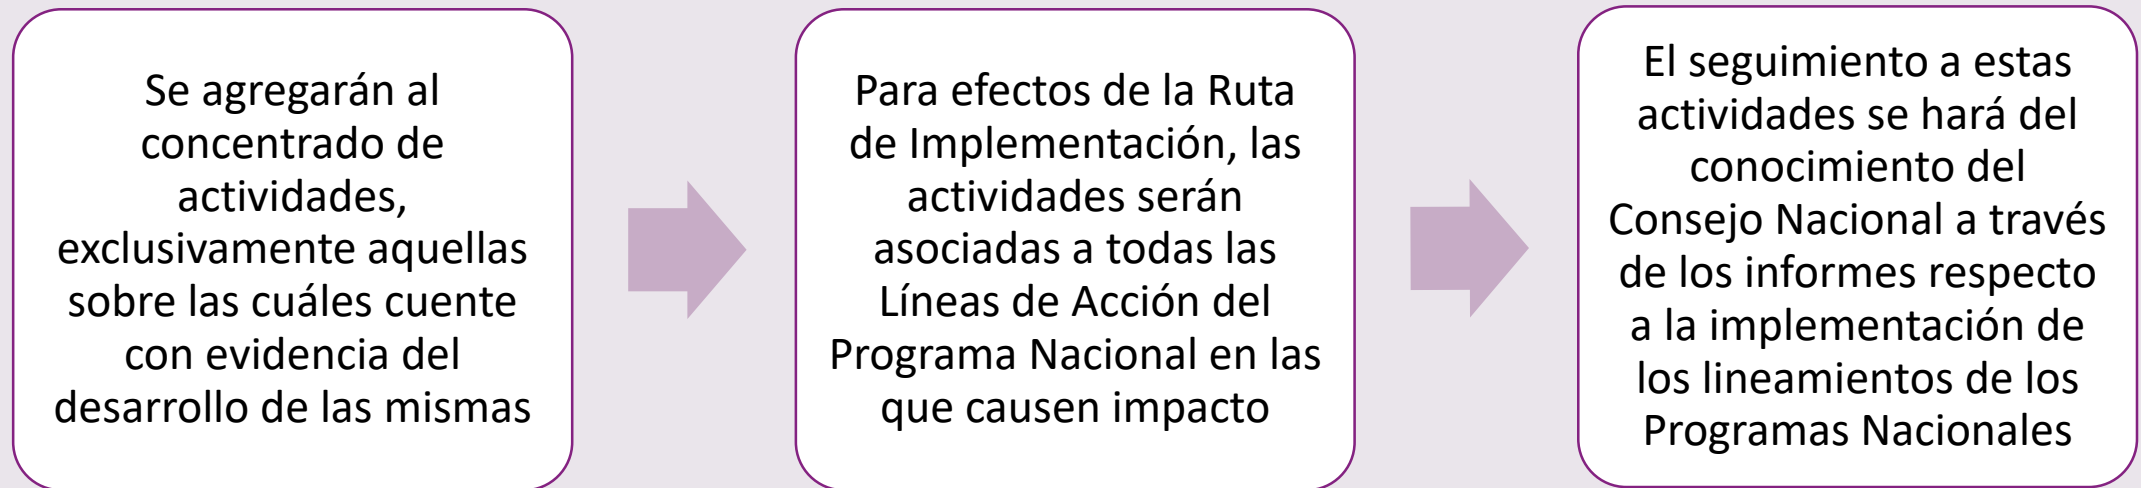 Se agregarán al
concentrado de
actividades,
exclusivamente aquellas
sobre las cuáles cuente
con evidencia del
desarrollo de las mismas
Para efectos de la Ruta
de Implementación, las
actividades serán
asociadas a todas las
Líneas de Acción del
Programa Nacional en las
que causen impacto
El seguimiento a estas
actividades se hará del
conocimiento del
Consejo Nacional a través
de los informes respecto
a la implementación de
los lineamientos de los
Programas Nacionales